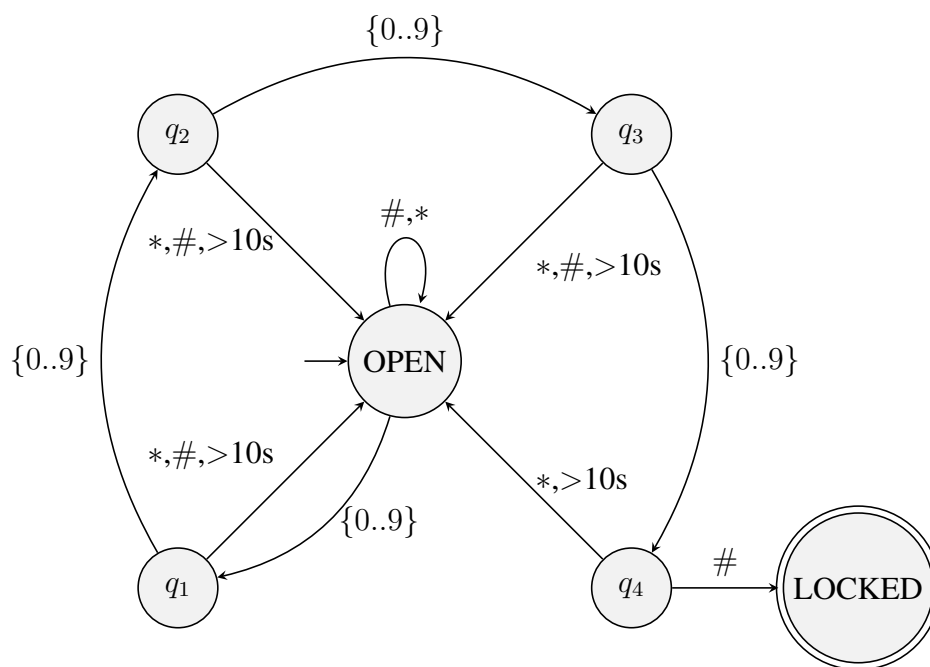 {0..9}
q2
q3
#,*
*,#,>10s
*,#,>10s
{0..9}
OPEN
{0..9}
*,#,>10s
*,>10s
{0..9}
#
q1
q4
LOCKED